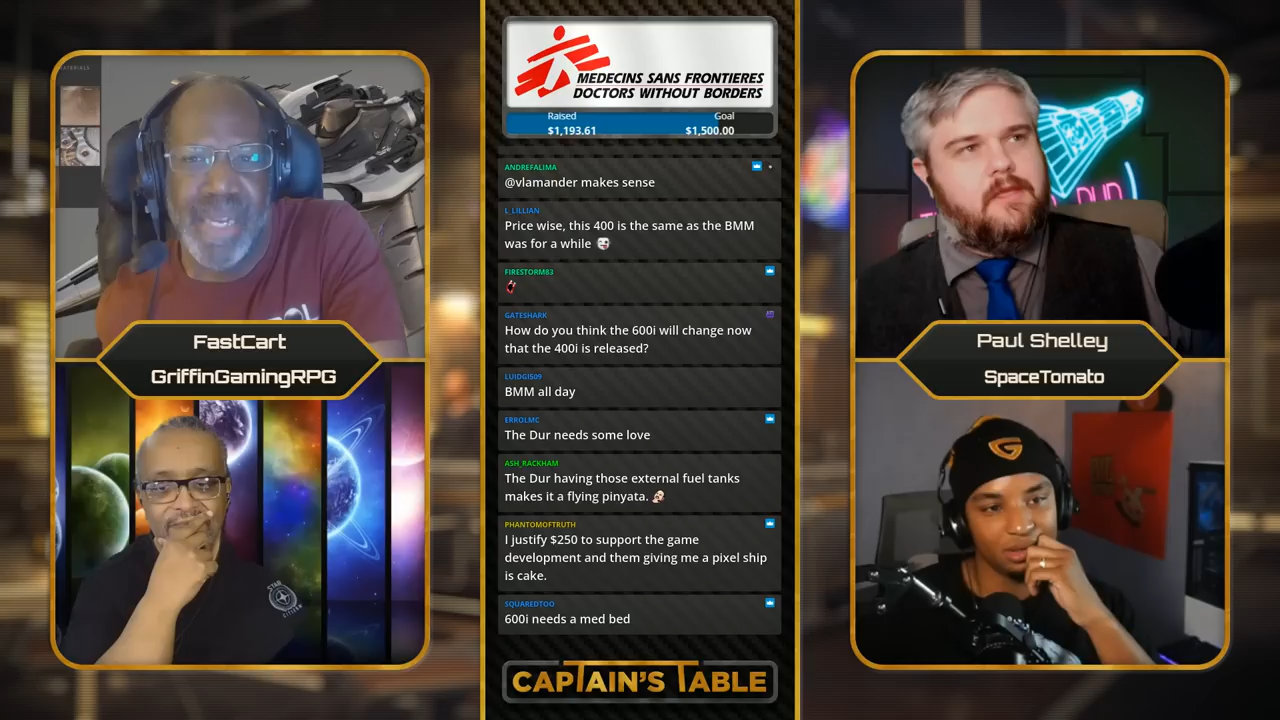 MATERIALS
FastCart
GriffinGamingRPG
STAR
CITIZEN
MEDECINS SANS FRONTIERES
DOCTORS WITHOUT BORDERS
Raised
Goal
$1,193.61
$1,500.00
ANDREFALIMA
@vlamander makes sense
L_LILLIAN
Price wise, this 400 is the same as the BMM
was for a while
FIRESTORM83
GATESHARK
How do you think the 600i will change now
that the 400i is released?
LUIDGI509
BMM all day
ERROLMC
The Dur needs some love
ASH_RACKHAM
The Dur having those external fuel tanks
makes it a flying pinyata.
PHANTOMOFTRUTH
I justify $250 to support the game
development and them giving me a pixel ship
is cake.
SQUAREDTOO
600i needs a med bed
CAPTAIN'S TABLE
Paul Shelley
SpaceTomato